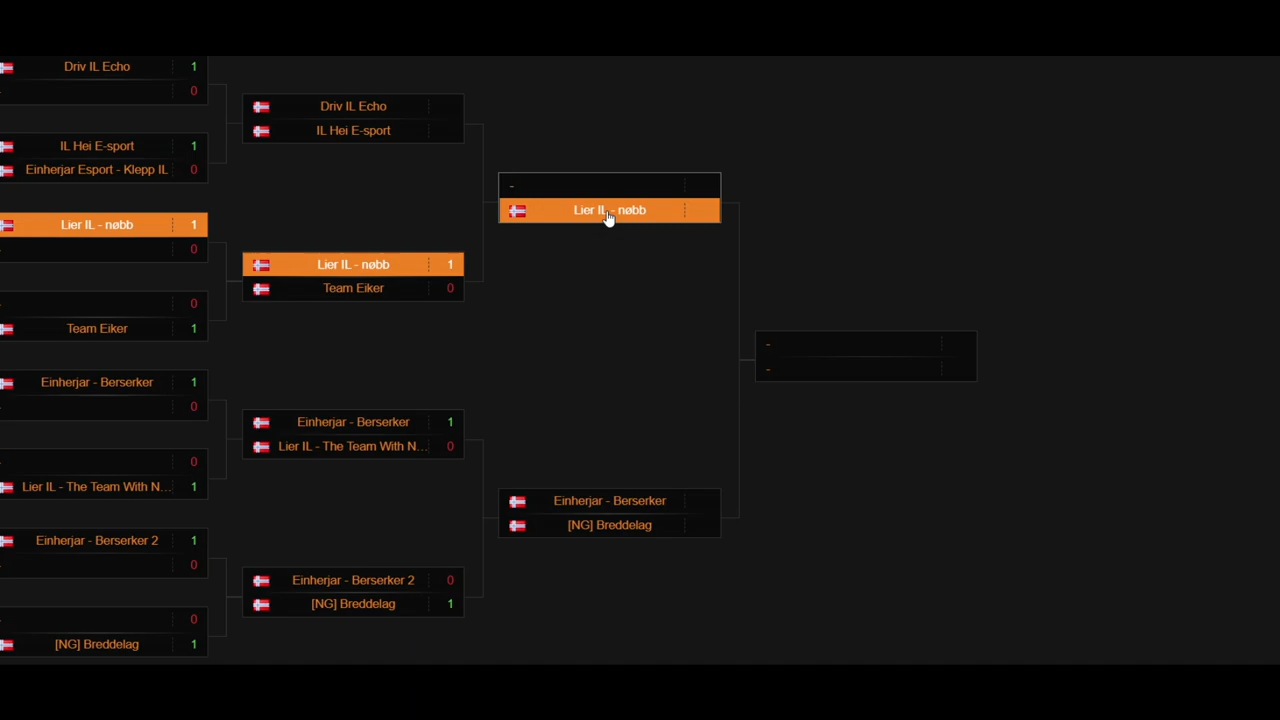 Driv IL Echo 1
- 0
IL Hei E-sport 1
Einherjar Esport - Klepp IL 0
Lier IL - nøbb 1
- 0
- 0
Team Eiker 1
Einherjar - Berserker 1
- 0
- 0
Lier IL - The Team With N... 1
Einherjar - Berserker 2 1
- 0
- 0
[NG] Breddelag 1
Driv IL Echo
IL Hei E-sport
Lier IL - nøbb 1
Team Eiker 0
Einherjar - Berserker 1
Lier IL - The Team With N... 0
Einherjar - Berserker 2 0
[NG] Breddelag 1
-
Lier IL - nøbb
Einherjar - Berserker
[NG] Breddelag
-
-